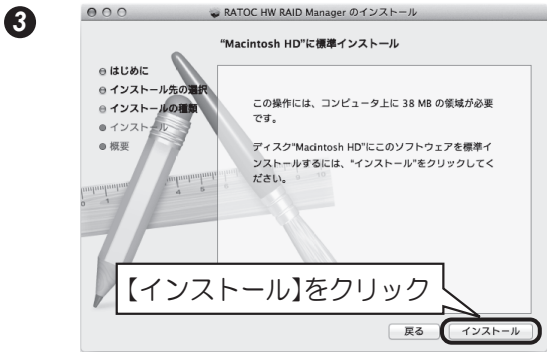 3
RATOC HW RAID Manager のインストール
"Macintosh HD"に標準インストール
はじめに
インストール先の選択
インストールの種類
インストール
概要
この操作には、コンピュータ上に 38 MB の領域が必要
です。
ディスク"Macintosh HD"にこのソフトウェアを標準イ
ンストールするには、"インストール"をクリックしてく
ださい。
0 1 4 5
【インストール】をクリック
戻る インストール